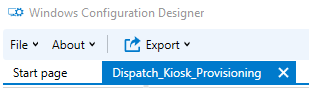 Windows Configuration Designer
File About Export
Start page Dispatch_Kiosk_Provisioning